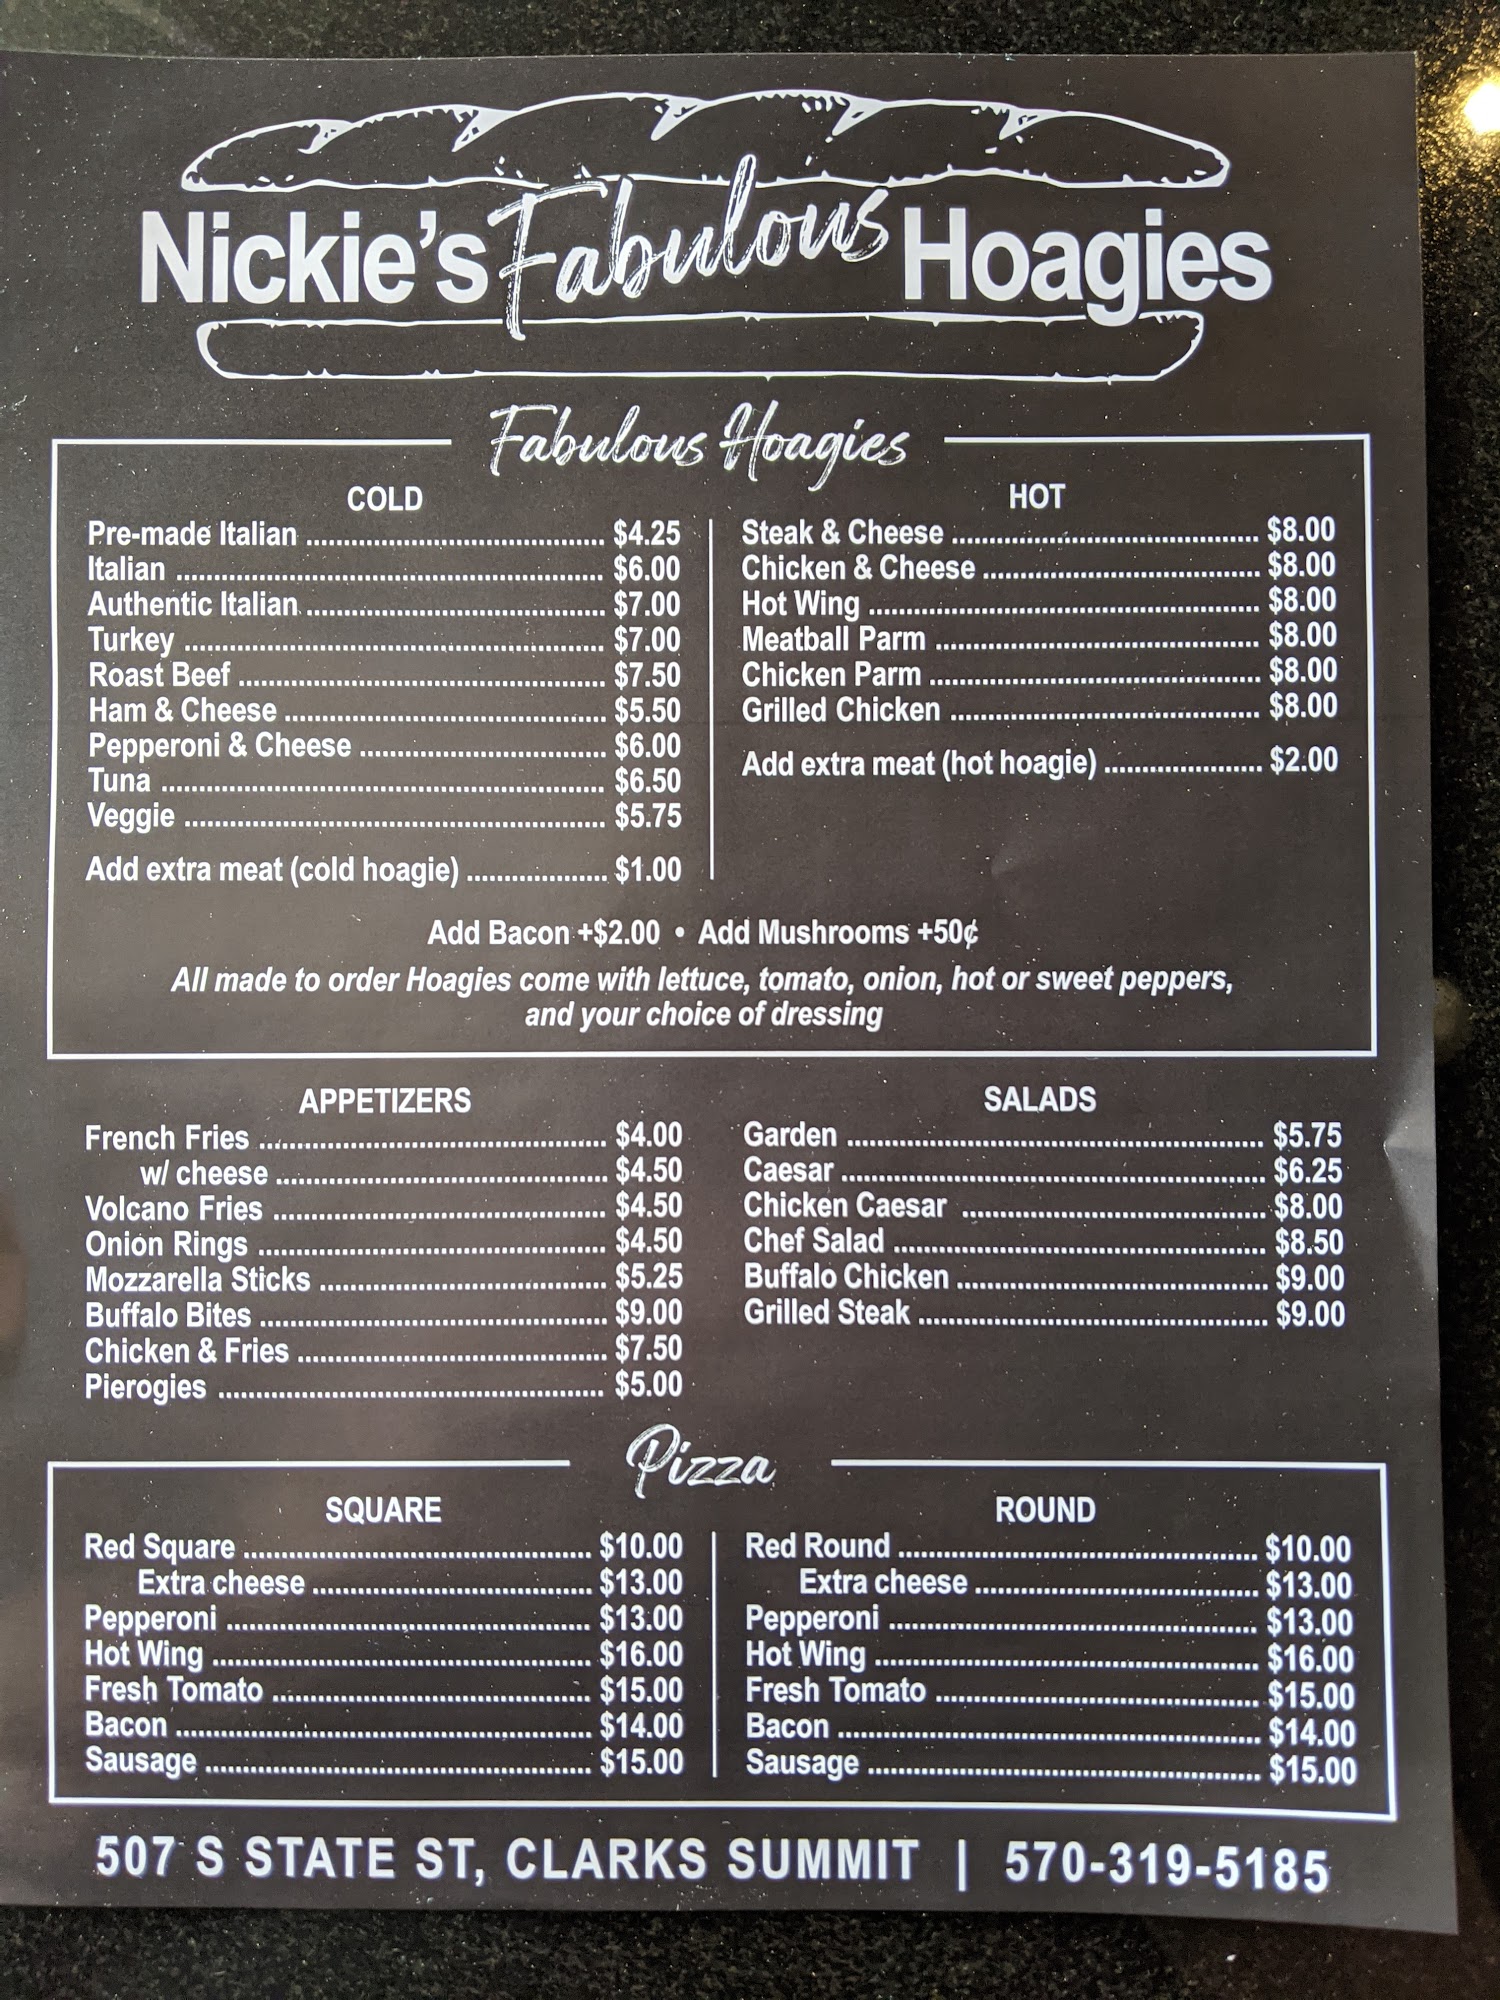 Nickie's Fabulous Hoagies
Fabulous Hoagies
COLD
Pre-made Italian $4.25
Italian $6.00
Authentic Italian $7.00
Turkey $7.00
Roast Beef $7.50
Ham & Cheese $5.50
Pepperoni & Cheese $6.00
Tuna $6.50
Veggie $5.75
Add extra meat (cold hoagie) $1.00
HOT
Steak & Cheese $8.00
Chicken & Cheese $8.00
Hot Wing $8.00
Meatball Parm $8.00
Chicken Parm $8.00
Grilled Chicken $8.00
Add extra meat (hot hoagie) $2.00
Add Bacon +$2.00 • Add Mushrooms +50¢
All made to order Hoagies come with lettuce, tomato, onion, hot or sweet peppers,
and your choice of dressing
APPETIZERS
French Fries $4.00
w/ cheese $4.50
Volcano Fries $4.50
Onion Rings $4.50
Mozzarella Sticks $5.25
Buffalo Bites $9.00
Chicken & Fries $7.50
Pierogies $5.00
SALADS
Garden $5.75
Caesar $6.25
Chicken Caesar $8.00
Chef Salad $8.50
Buffalo Chicken $9.00
Grilled Steak $9.00
Pizza
SQUARE
Red Square $10.00
Extra cheese $13.00
Pepperoni $13.00
Hot Wing $16.00
Fresh Tomato $15.00
Bacon $14.00
Sausage $15.00
ROUND
Red Round $10.00
Extra cheese $13.00
Pepperoni $13.00
Hot Wing $16.00
Fresh Tomato $15.00
Bacon $14.00
Sausage $15.00
507 S STATE ST, CLARKS SUMMIT | 570-319-5185